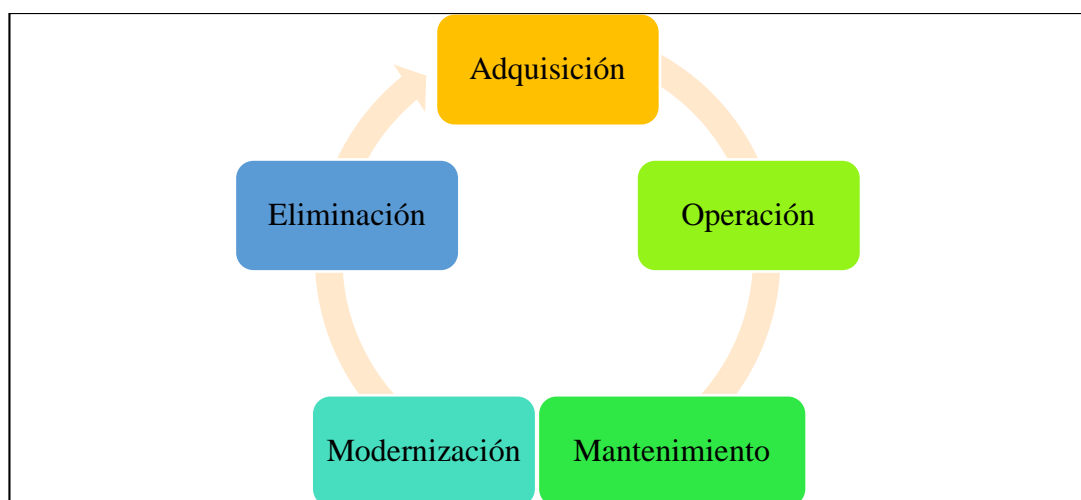 Adquisición
Operación
Mantenimiento
Modernización
Eliminación